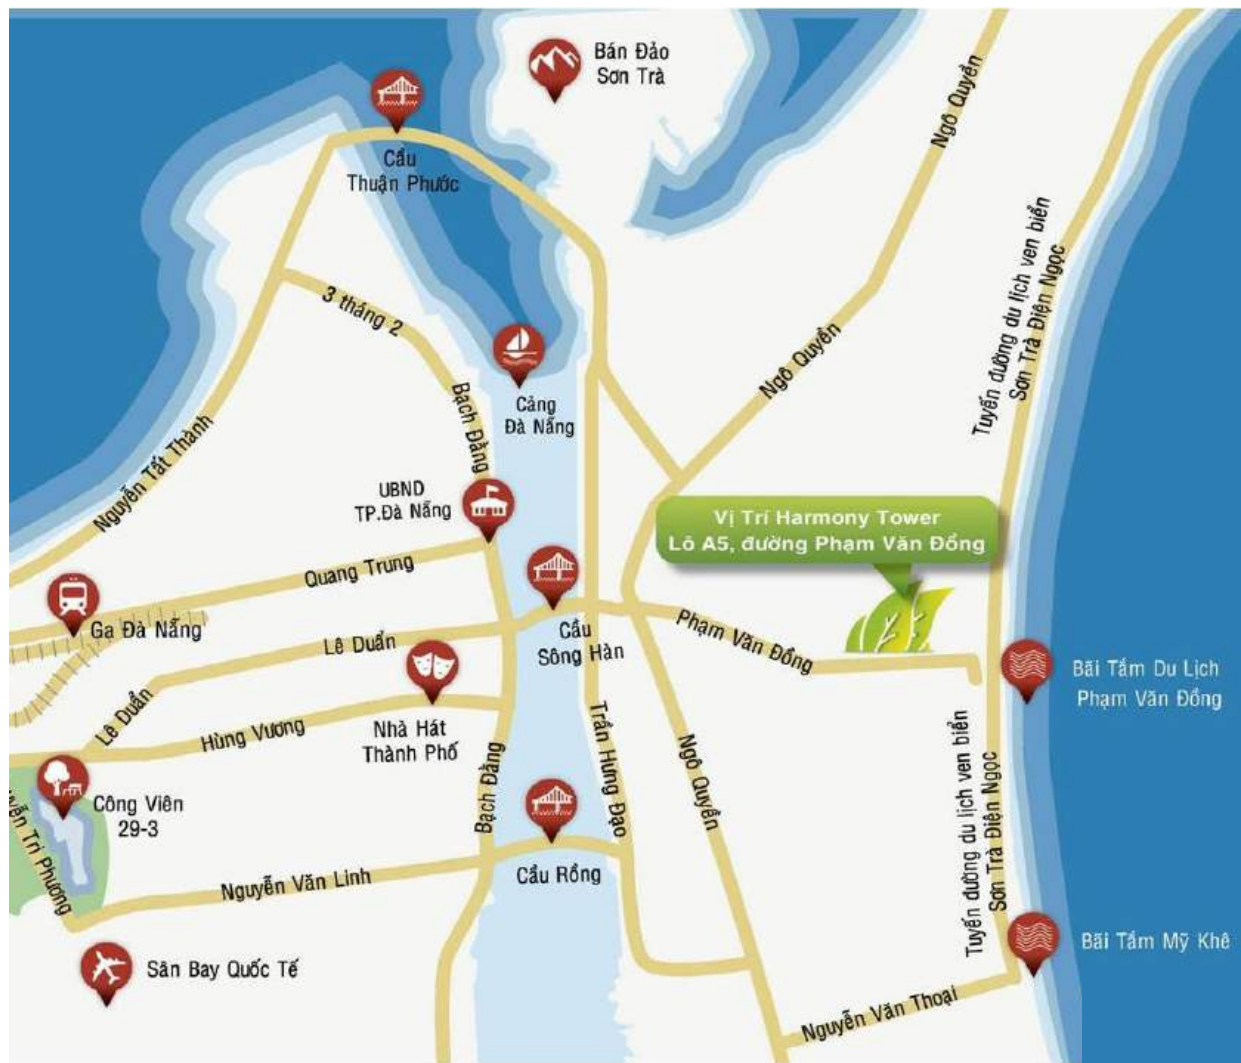 Bán Đảo
Sơn Trà
Cầu
Thuận Phước
Ngô Quyền
Tuyến đường du lịch ven biển
Sơn Trà Điện Ngọc
3 tháng 2
Ngô Quyền
Cảng
Đà Nẵng
Bạch Đằng
Nguyễn Tất Thành
UBND
TP.Đà Nẵng
Vị Trí Harmony Tower
Lô A5, đường Phạm Văn Đồng
Quang Trung
Ga Đà Nẵng
Lê Duẩn
Cầu
Sông Hàn
Phạm Văn Đồng
Bãi Tắm Du Lịch
Phạm Văn Đồng
Lê Duẩn
Hùng Vương
Nhà Hát
Thành Phố
Bạch Đằng
Trần Hưng Đạo
Ngô Quyền
Tuyến đường du lịch ven biển
Sơn Trà Điện Ngọc
Công Viên
29-3
Tri Phương
Nguyễn Văn Linh
Cầu Rồng
Bãi Tắm Mỹ Khê
Sân Bay Quốc Tế
Nguyễn Văn Thoại